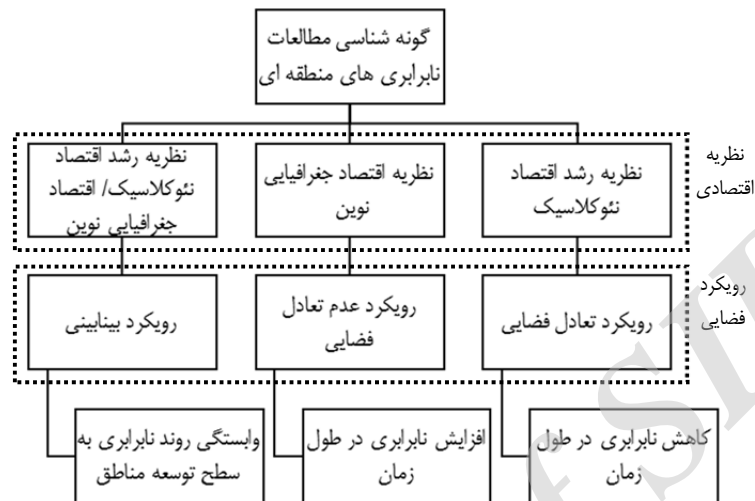 گونه شناسی مطالعات
نابرابری های منطقه ای
نظریه اقتصادی
نظریه رشد اقتصاد
نئوکلاسیک
نظریه اقتصاد جغرافیایی
نوین
نظریه رشد اقتصاد
نئوکلاسیک/ اقتصاد
جغرافیایی نوین
رویکرد
فضایی
رویکرد تعادل فضایی
رویکرد عدم تعادل
فضایی
رویکرد بینابینی
کاهش نابرابری در طول
زمان
افزایش نابرابری در طول
زمان
وابستگی روند نابرابری به
سطح توسعه مناطق